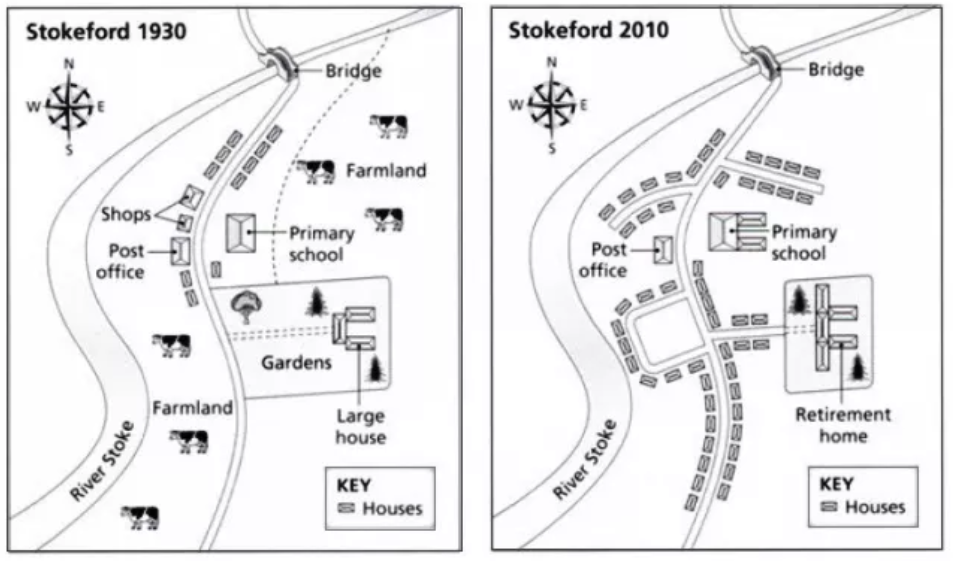 Stokeford 1930
N
W
E
S
Bridge
Farmland
Shops
Primary
school
Post
office
Gardens
Farmland
Large
house
River Stoke
KEY
Houses
Stokeford 2010
N
W
E
S
Bridge
Primary
school
Post
office
Retirement
home
River Stoke
KEY
Houses